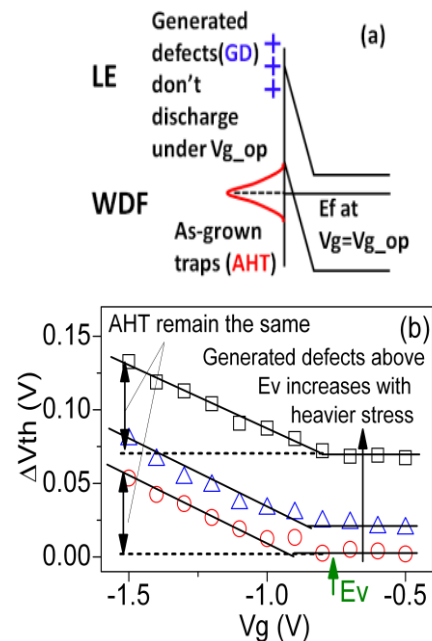 Generated
defects(GD)
don't
discharge
under Vg_op
(a)
LE
WDF
As-grown
traps(AHT)
Ef at
Vg=Vg_op
(b)
AHT remain the same
Generated defects above
Ev increases with
heavier stress
0.15
0.10
0.05
0.00
ΔVth (V)
Ev
-1.5
-1.0
-0.5
Vg (V)